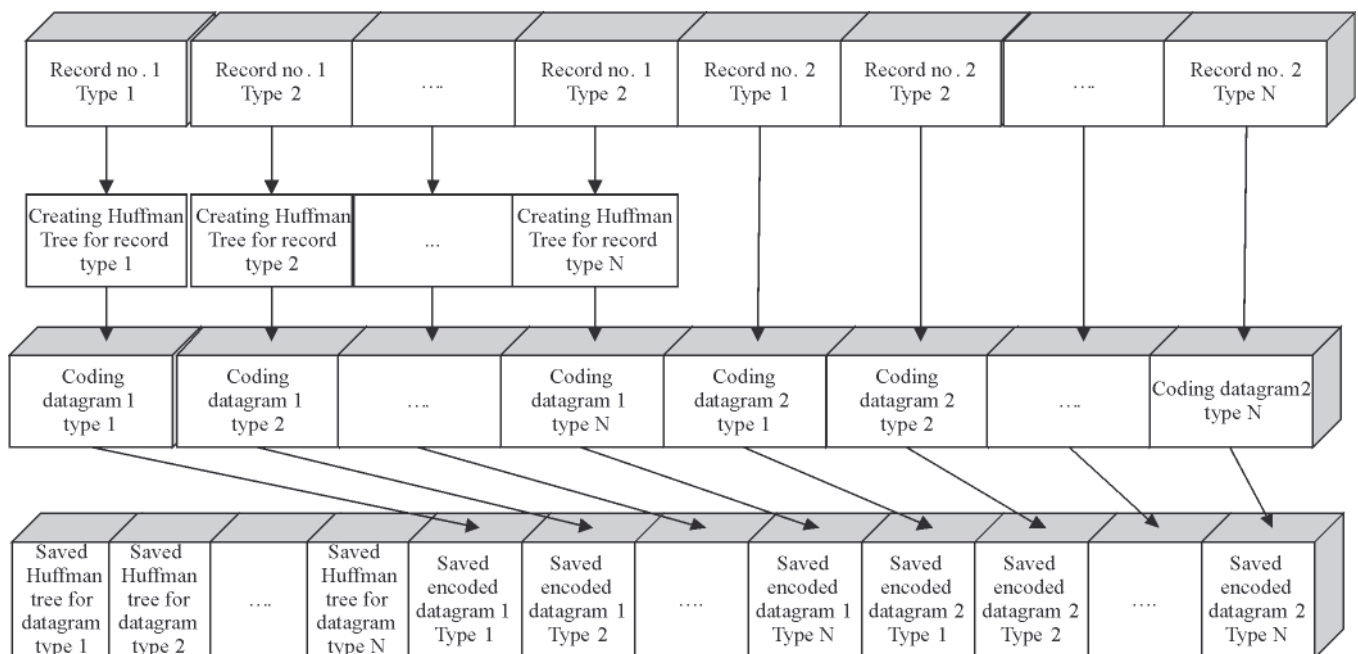 Record no. 1
Type 1
Record no. 1
Type 2
....
Record no. 1
Type 2
Record no. 2
Type 1
Record no. 2
Type 2
....
Record no. 2
Type N
Creating Huffman
Tree for record
type 1
Creating Huffman
Tree for record
type 2
...
Creating Huffman
Tree for record
type N
Coding
datagram 1
type 1
Coding
datagram 1
type 2
....
Coding
datagram 1
type N
Coding
datagram 2
type 1
Coding
datagram 2
type 2
....
Coding datagram2
type N
Saved
Huffman
tree for
datagram
type 1
Saved
Huffman
tree for
datagram
type 2
....
Saved
Huffman
tree for
datagram
type N
Saved
encoded
datagram 1
Type 1
Saved
encoded
datagram 1
Type 2
....
Saved
encoded
datagram 1
Type N
Saved
encoded
datagram 2
Type 1
Saved
encoded
datagram 2
Type 2
....
Saved
encoded
datagram 2
Type N